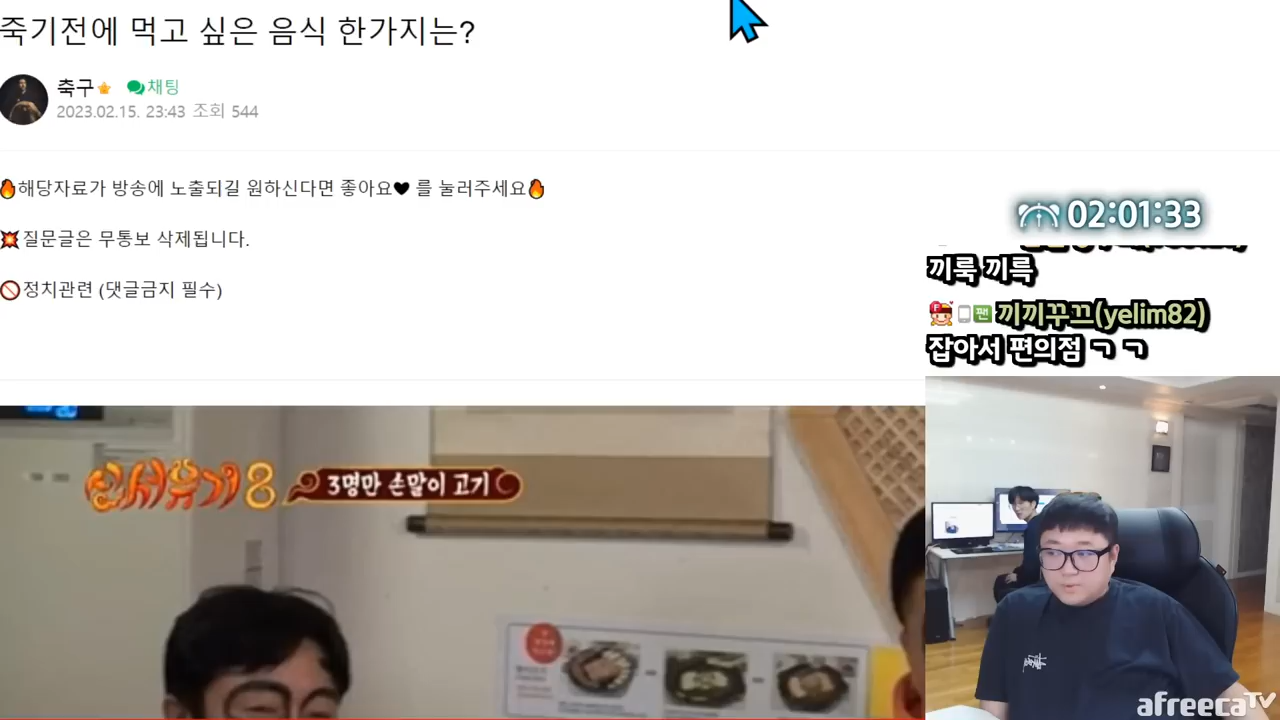 죽기전에 먹고 싶은 음식 한가지는?
축구 채팅
2023.02.15. 23:43 조회 544
해당자료가 방송에 노출되길 원하신다면 좋아요🖤 를 눌러주세요
질문글은 무통보 삭제됩니다.
정치관련 (댓글금지 필수)
02:01:33
끼룩 끼륵
F 팬 끼끼꾸끄(yelim82)
잡아서 편의점 ㄱ ㄱ
신서유기8 3명만 손말이 고기
afreecaTV